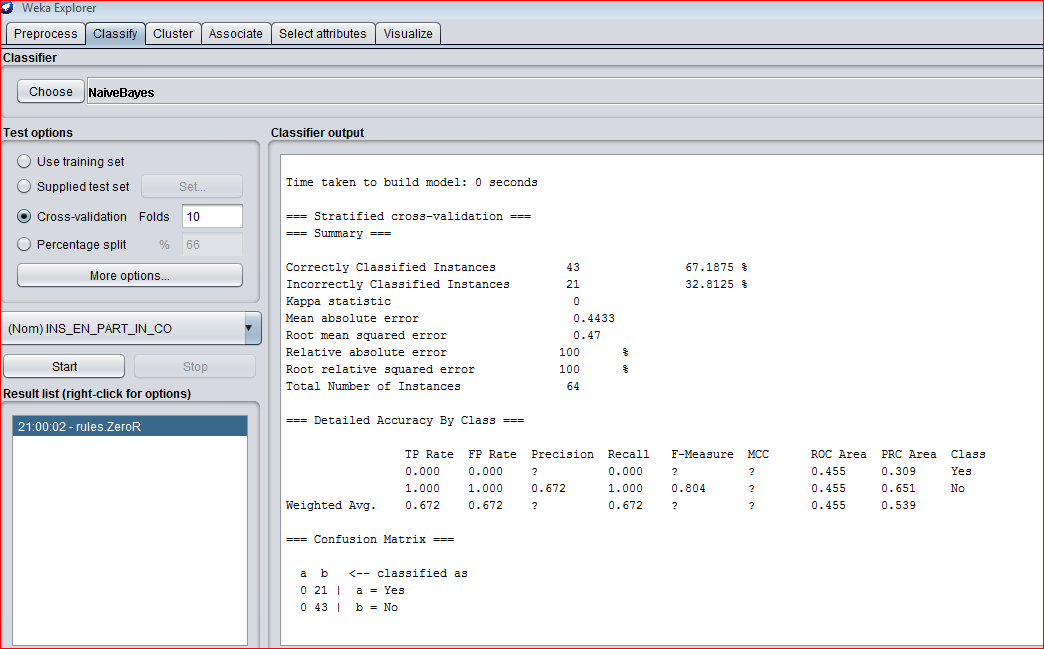 Weka Explorer
Preprocess Classify Cluster Associate Select attributes Visualize
Classifier
Choose NaiveBayes
Test options
Use training set
Supplied test set Set...
Cross-validation Folds 10
Percentage split % 66
More options...
(Nom) INS_EN_PART_IN_CO
Start Stop
Result list (right-click for options)
21:00:02 - rules.ZeroR
Classifier output
Time taken to build model: 0 seconds
=== Stratified cross-validation ===
=== Summary ===
Correctly Classified Instances 43 67.1875 %
Incorrectly Classified Instances 21 32.8125 %
Kappa statistic 0
Mean absolute error 0.4433
Root mean squared error 0.47
Relative absolute error 100 %
Root relative squared error 100 %
Total Number of Instances 64
=== Detailed Accuracy By Class ===
TP Rate FP Rate Precision Recall F-Measure MCC ROC Area PRC Area Class
0.000 0.000 ? 0.000 ? ? 0.455 0.309 Yes
1.000 1.000 0.672 1.000 0.804 ? 0.455 0.651 No
Weighted Avg. 0.672 0.672 ? 0.672 ? ? 0.455 0.539
=== Confusion Matrix ===
a b <-- classified as
0 21 | a = Yes
0 43 | b = No